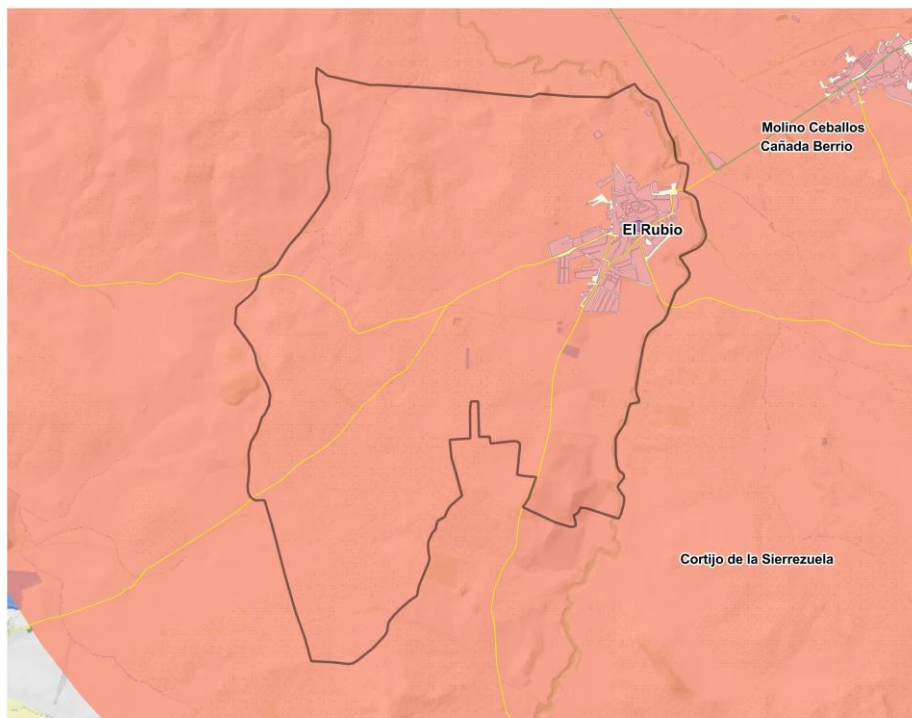 Molino Ceballos
Cañada Berrio
El Rubio
Cortijo de la Sierrezuela